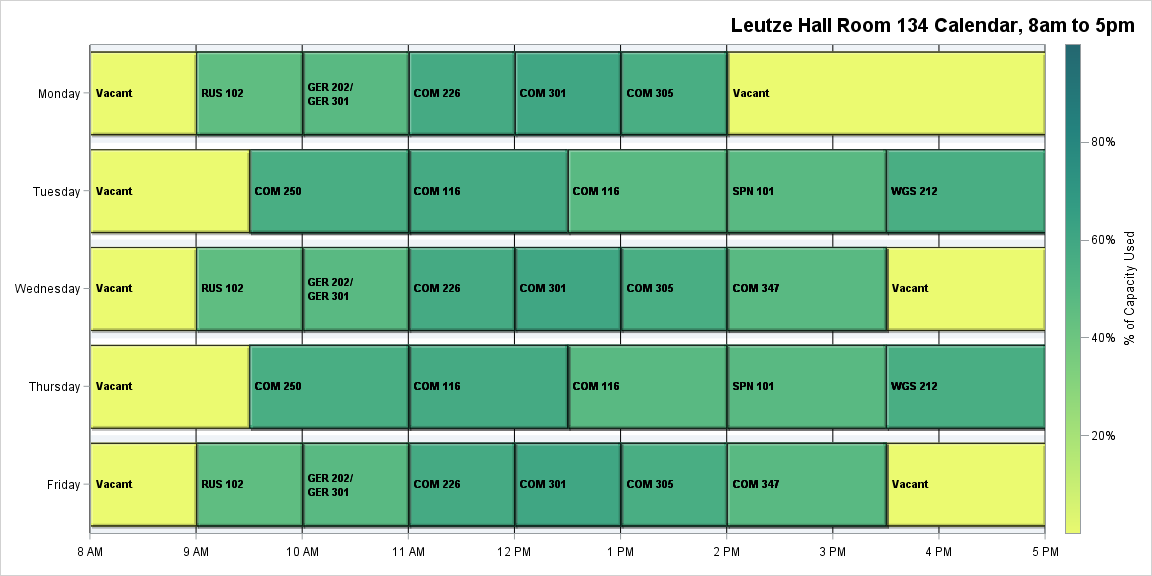 Leutze Hall Room 134 Calendar, 8am to 5pm
Monday
Vacant
RUS 102
GER 202/
GER 301
COM 226
COM 301
COM 305
Vacant
Tuesday
Vacant
COM 250
COM 116
COM 116
SPN 101
WGS 212
Wednesday
Vacant
RUS 102
GER 202/
GER 301
COM 226
COM 301
COM 305
COM 347
Vacant
Thursday
Vacant
COM 250
COM 116
COM 116
SPN 101
WGS 212
Friday
Vacant
RUS 102
GER 202/
GER 301
COM 226
COM 301
COM 305
COM 347
Vacant
8 AM
9 AM
10 AM
11 AM
12 PM
1 PM
2 PM
3 PM
4 PM
5 PM
80%
60%
40%
20%
% of Capacity Used